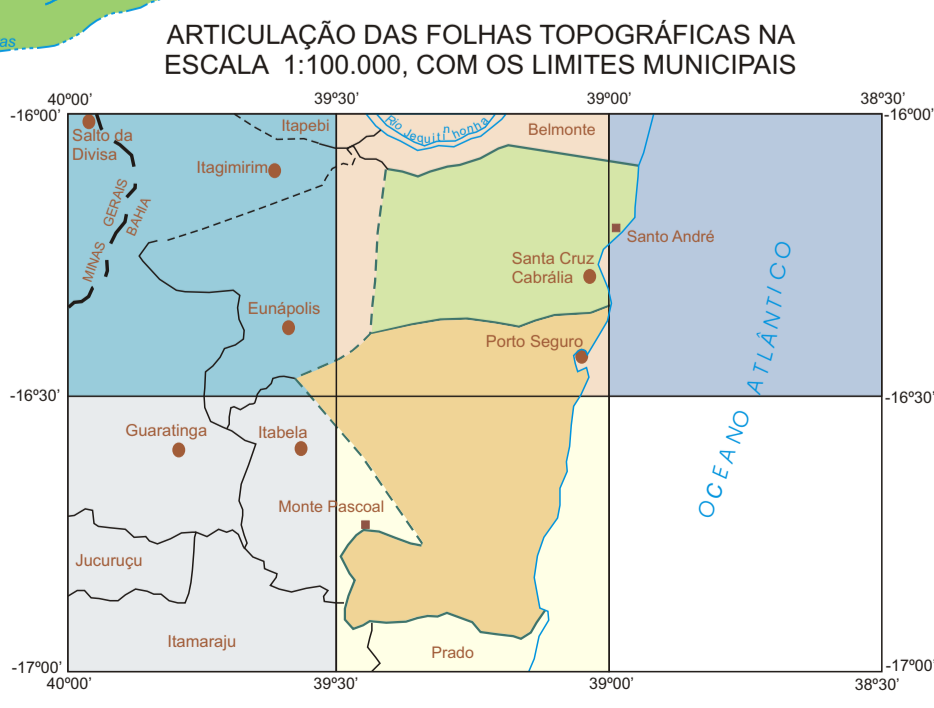 as
ARTICULAÇÃO DAS FOLHAS TOPOGRÁFICAS NA
ESCALA 1:100.000, COM OS LIMITES MUNICIPAIS
40º00’
39º30’
39º00’
38º30’
-16º00’
-16º00’
Salto da
Divisa
Itapebi
Rio Jequitinhonha
Belmonte
Itagimirim
MINAS GERAIS
BAHIA
Santo André
Santa Cruz
Cabrália
Eunápolis
Porto Seguro
OCEANO ATLÂNTICO
-16º30’
-16º30’
Guaratinga
Itabela
Monte Pascoal
Jucuruçu
Itamaraju
Prado
-17º00’
-17º00’
40º00’
39º30’
39º00’
38º30’